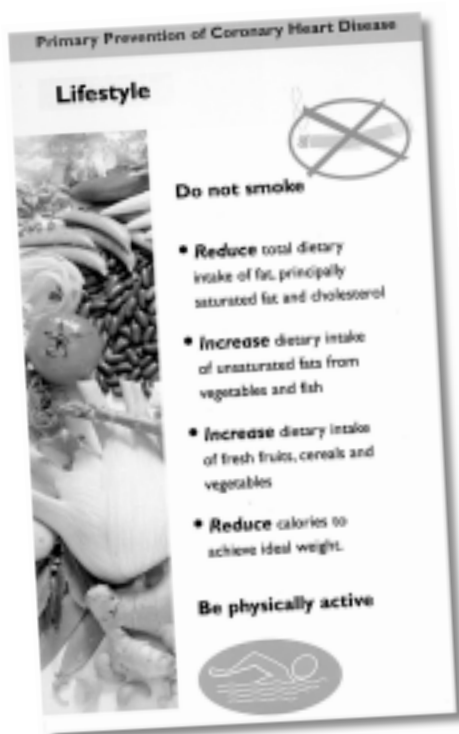 Primary Prevention of Coronary Heart Disease
Lifestyle
Do not smoke
• Reduce total dietary
intake of fat, principally
saturated fat and cholesterol
• Increase dietary intake
of unsaturated fats from
vegetables and fish
• Increase dietary intake
of fresh fruits, cereals and
vegetables
• Reduce calories to
achieve ideal weight.
Be physically active